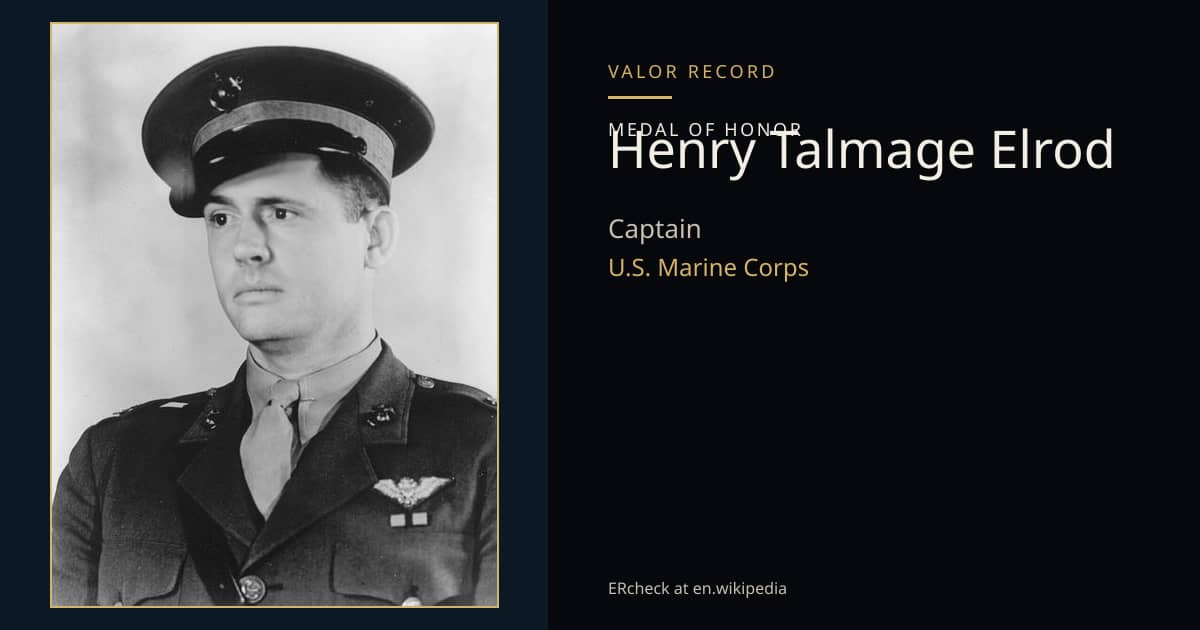 VALOR RECORD
MEDAL OF HONOR
Henry Talmage Elrod
Captain
U.S. Marine Corps
ERcheck at en.wikipedia